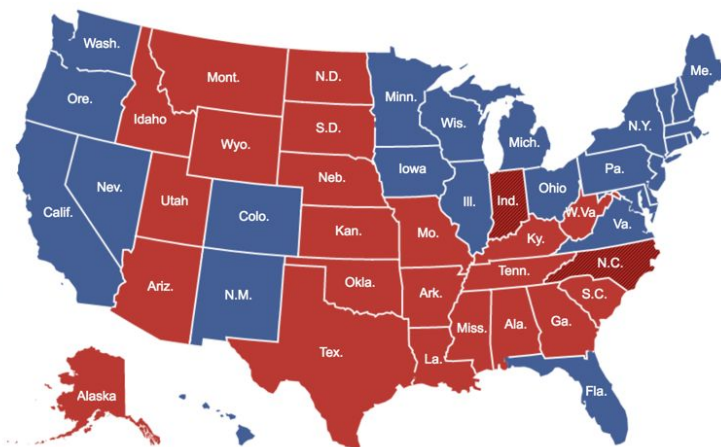 Wash.
Me.
Mont.
N.D.
Minn.
Ore.
Idaho
S.D.
Wis.
N.Y.
Mich.
Wyo.
Iowa
Pa.
Neb.
Nev.
Ohio
Utah
Ill.
Ind.
Calif.
Colo.
W.Va
Va.
Kan.
Mo.
Ky.
N.C.
Tenn.
Okla.
Ariz.
N.M.
Ark.
S.C.
Miss.
Ala.
Ga.
Tex.
La.
Alaska
Fla.